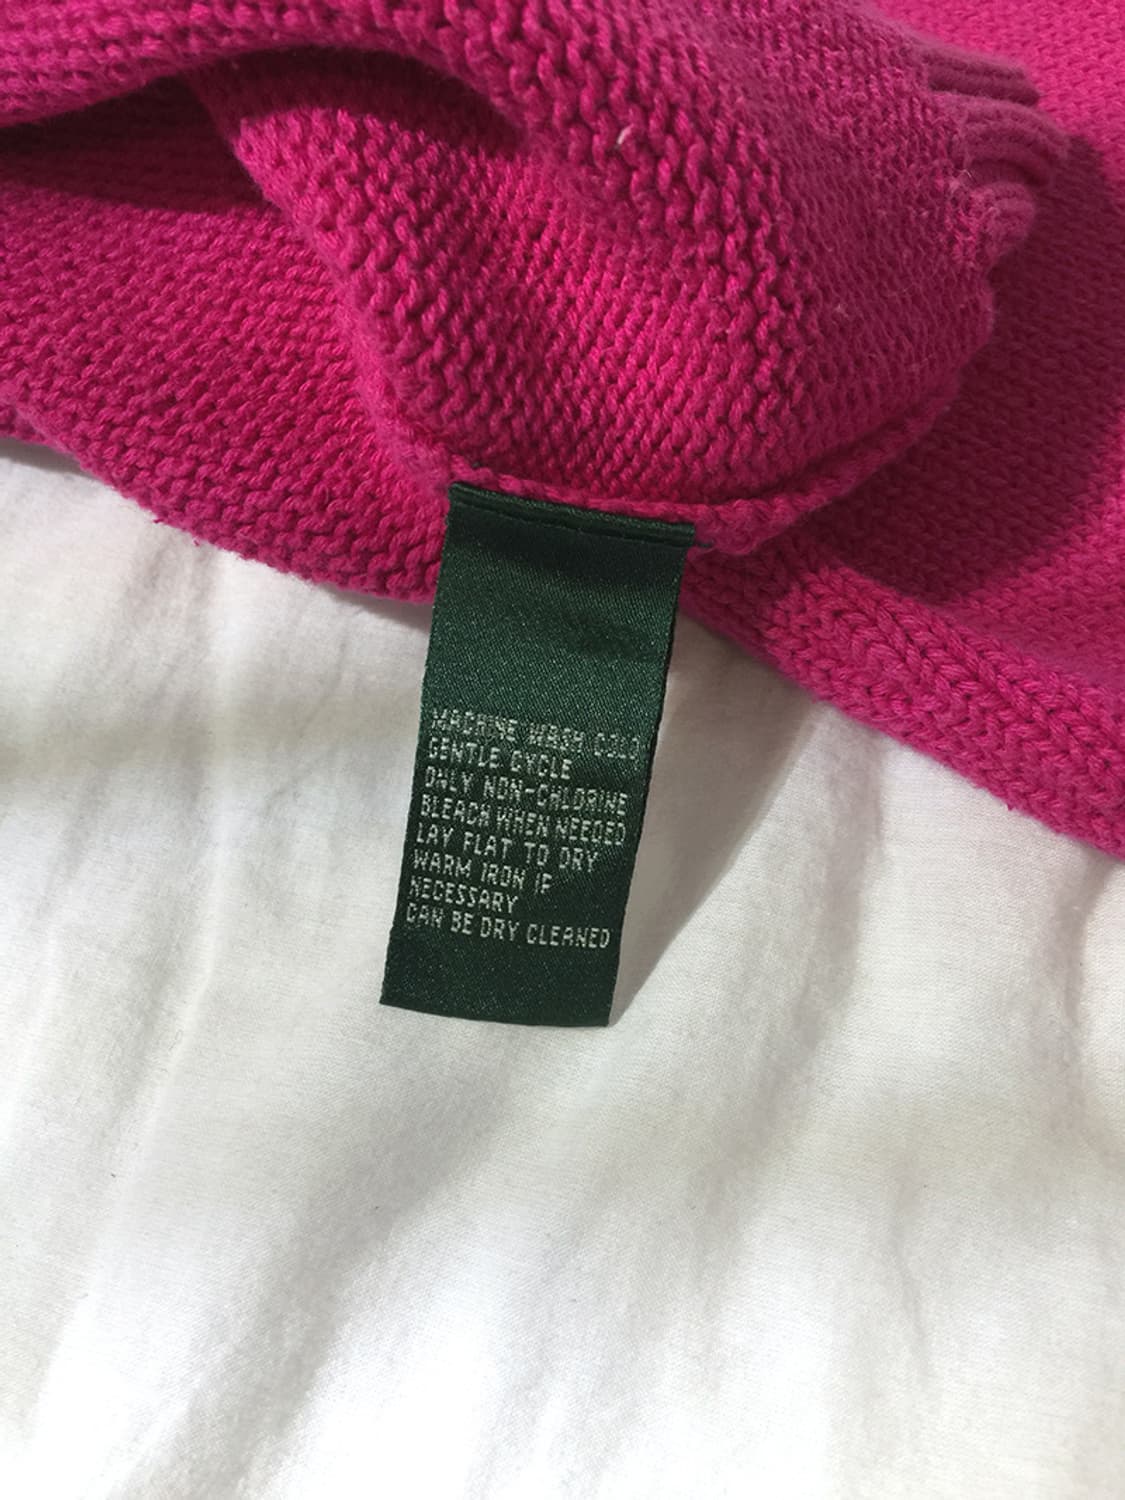 MACHINE WASH COLD
GENTLE CYCLE
ONLY NON-CHLORINE
BLEACH WHEN NEEDED
LAY FLAT TO DRY
WARM IRON IF
NECESSARY
CAN BE DRY CLEANED